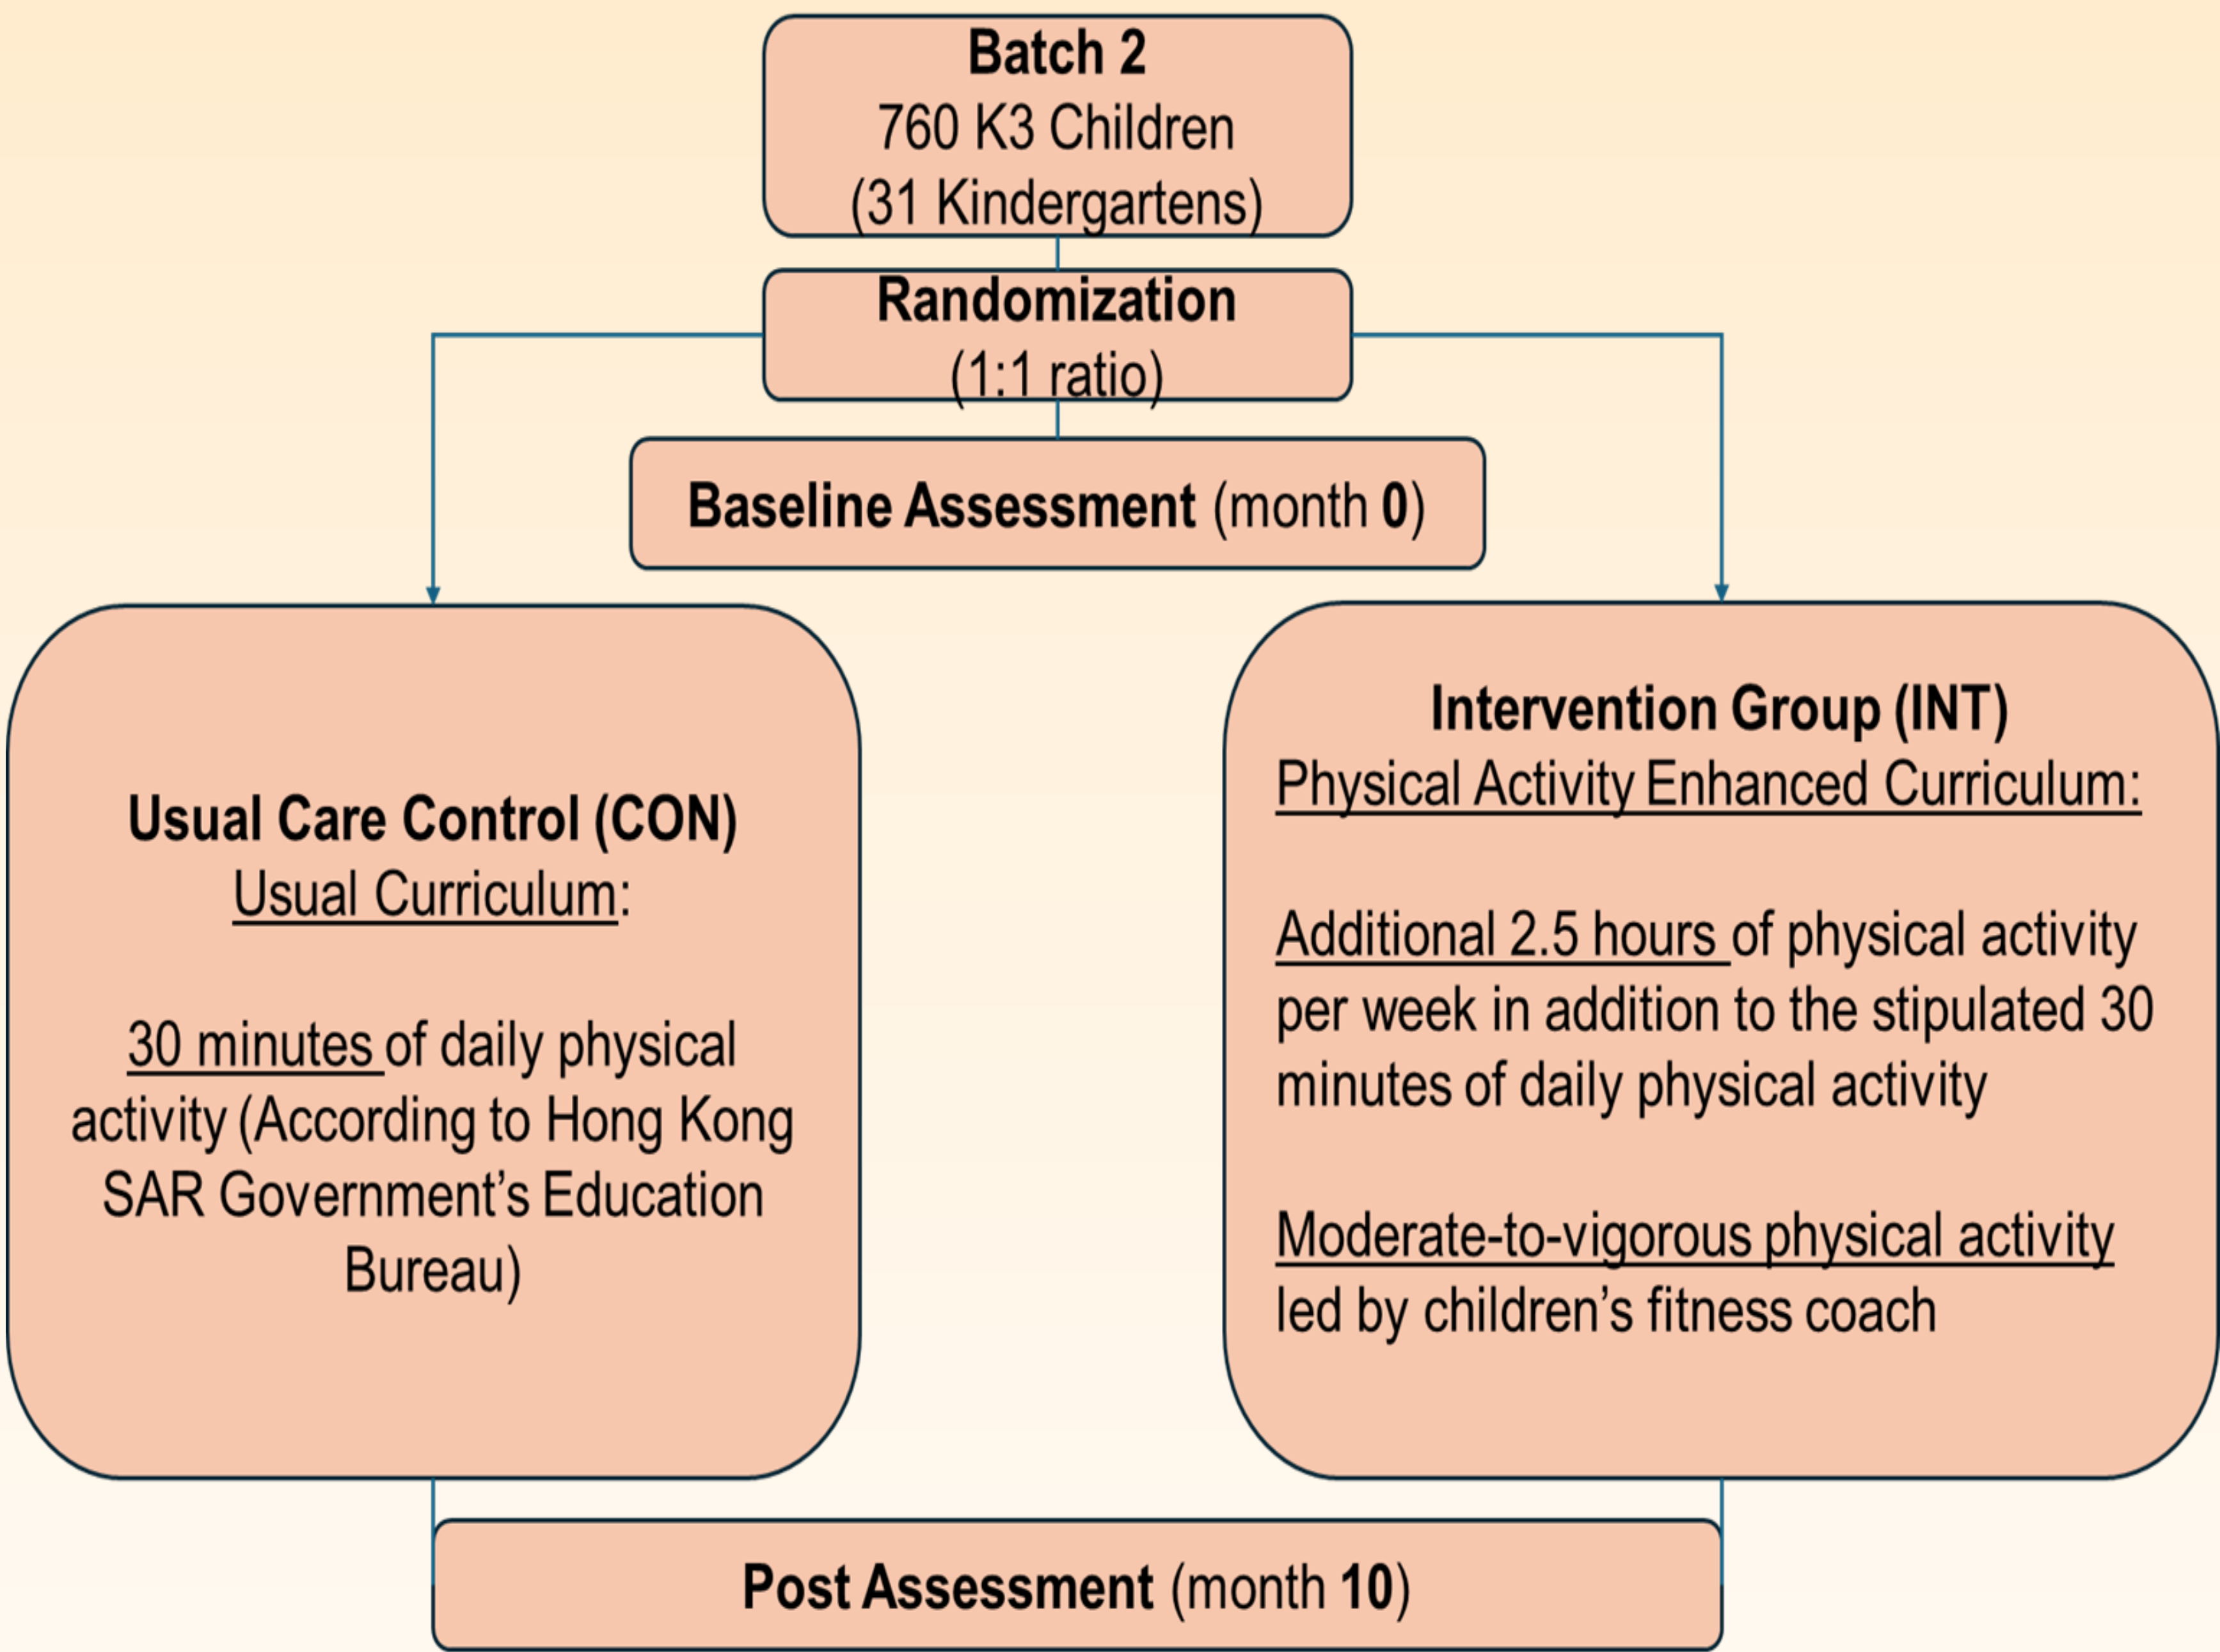 Batch 2
760 K3 Children
(31 Kindergartens)
Randomization
(1:1 ratio)
Baseline Assessment (month 0)
Usual Care Control (CON)
Usual Curriculum:
30 minutes of daily physical
activity (According to Hong Kong
SAR Government’s Education
Bureau)
Intervention Group (INT)
Physical Activity Enhanced Curriculum:
Additional 2.5 hours of physical activity
per week in addition to the stipulated 30
minutes of daily physical activity
Moderate-to-vigorous physical activity
led by children’s fitness coach
Post Assessment (month 10)